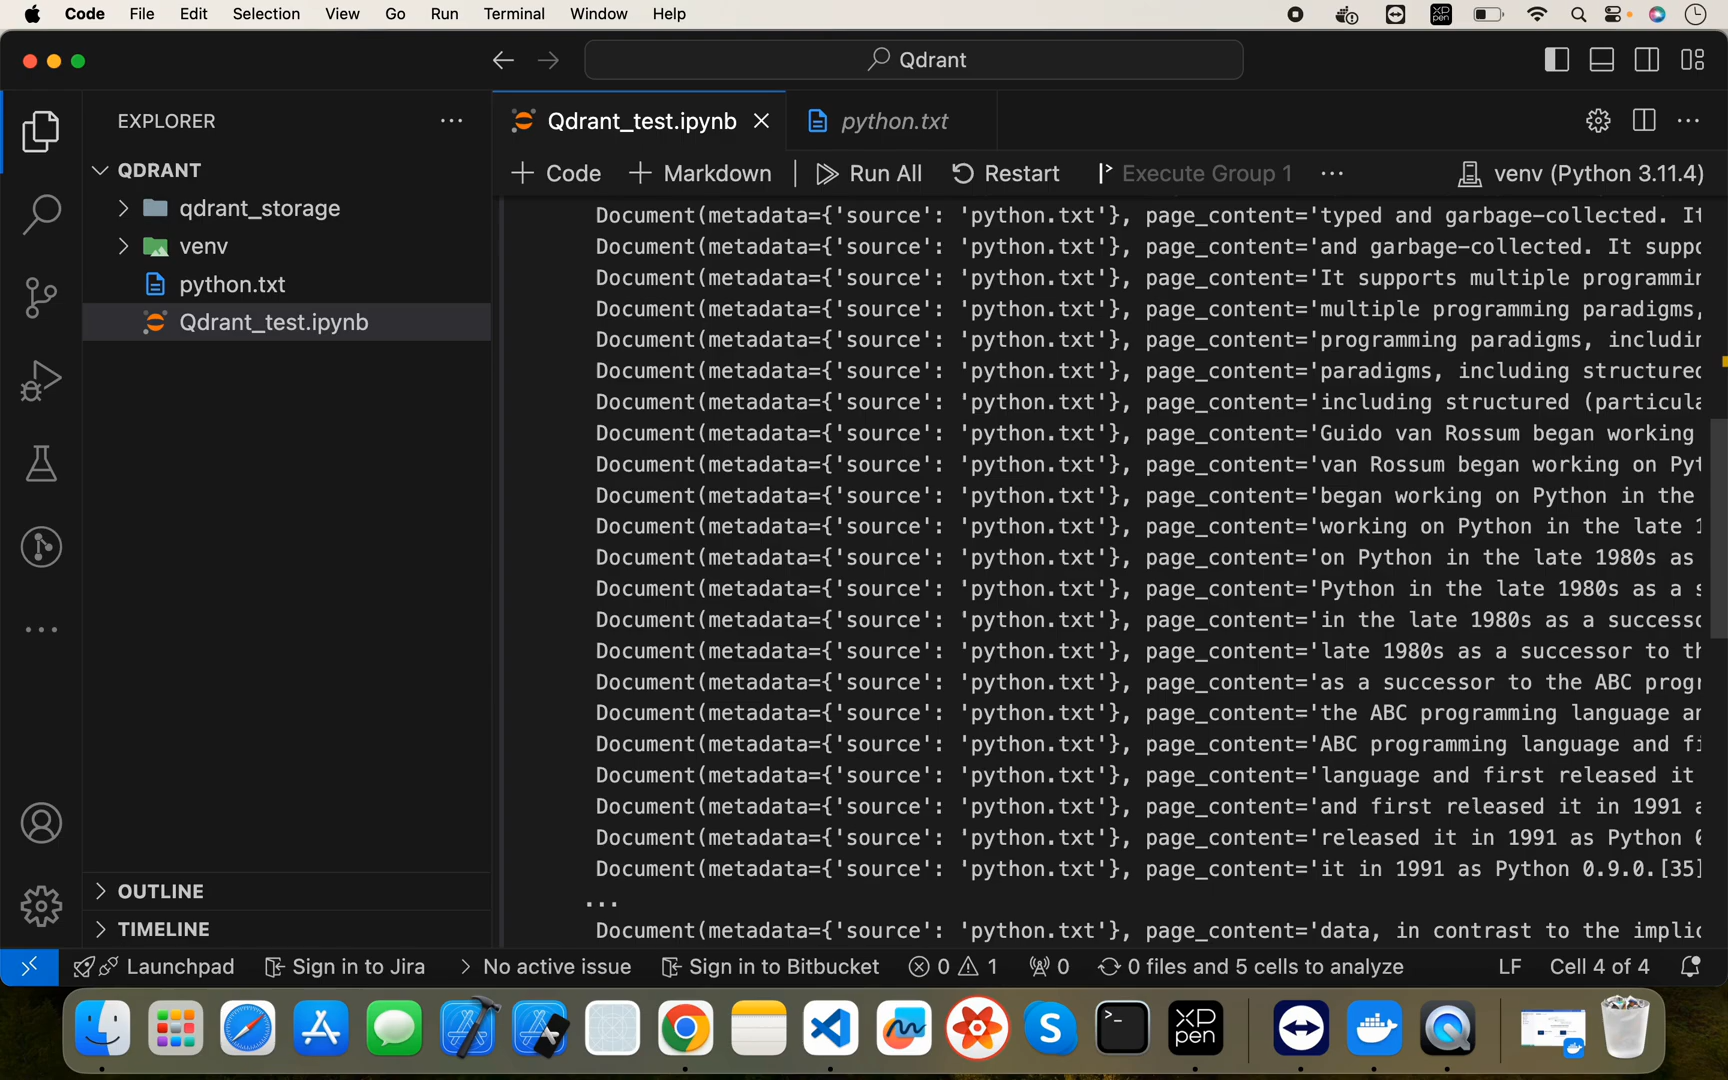 Code File Edit Selection View Go Run Terminal Window Help
Qdrant
EXPLORER
QDRANT
qdrant_storage
venv
python.txt
Qdrant_test.ipynb
OUTLINE
TIMELINE
Qdrant_test.ipynb python.txt
Code Markdown Run All Restart Execute Group 1 venv (Python 3.11.4)
Document(metadata={'source': 'python.txt'}, page_content='typed and garbage-collected. It
Document(metadata={'source': 'python.txt'}, page_content='and garbage-collected. It suppo
Document(metadata={'source': 'python.txt'}, page_content='It supports multiple programmin
Document(metadata={'source': 'python.txt'}, page_content='multiple programming paradigms,
Document(metadata={'source': 'python.txt'}, page_content='programming paradigms, includin
Document(metadata={'source': 'python.txt'}, page_content='paradigms, including structured
Document(metadata={'source': 'python.txt'}, page_content='including structured (particula
Document(metadata={'source': 'python.txt'}, page_content='Guido van Rossum began working
Document(metadata={'source': 'python.txt'}, page_content='van Rossum began working on Pyt
Document(metadata={'source': 'python.txt'}, page_content='began working on Python in the
Document(metadata={'source': 'python.txt'}, page_content='working on Python in the late 1
Document(metadata={'source': 'python.txt'}, page_content='on Python in the late 1980s as
Document(metadata={'source': 'python.txt'}, page_content='Python in the late 1980s as a s
Document(metadata={'source': 'python.txt'}, page_content='in the late 1980s as a successo
Document(metadata={'source': 'python.txt'}, page_content='late 1980s as a successor to th
Document(metadata={'source': 'python.txt'}, page_content='as a successor to the ABC progr
Document(metadata={'source': 'python.txt'}, page_content='the ABC programming language an
Document(metadata={'source': 'python.txt'}, page_content='ABC programming language and fi
Document(metadata={'source': 'python.txt'}, page_content='language and first released it
Document(metadata={'source': 'python.txt'}, page_content='and first released it in 1991 a
Document(metadata={'source': 'python.txt'}, page_content='released it in 1991 as Python 0
Document(metadata={'source': 'python.txt'}, page_content='it in 1991 as Python 0.9.0.[35]
...
Document(metadata={'source': 'python.txt'}, page_content='data, in contrast to the implic
Launchpad Sign in to Jira No active issue Sign in to Bitbucket 0 1 0 0 files and 5 cells to analyze LF Cell 4 of 4
XP PEN